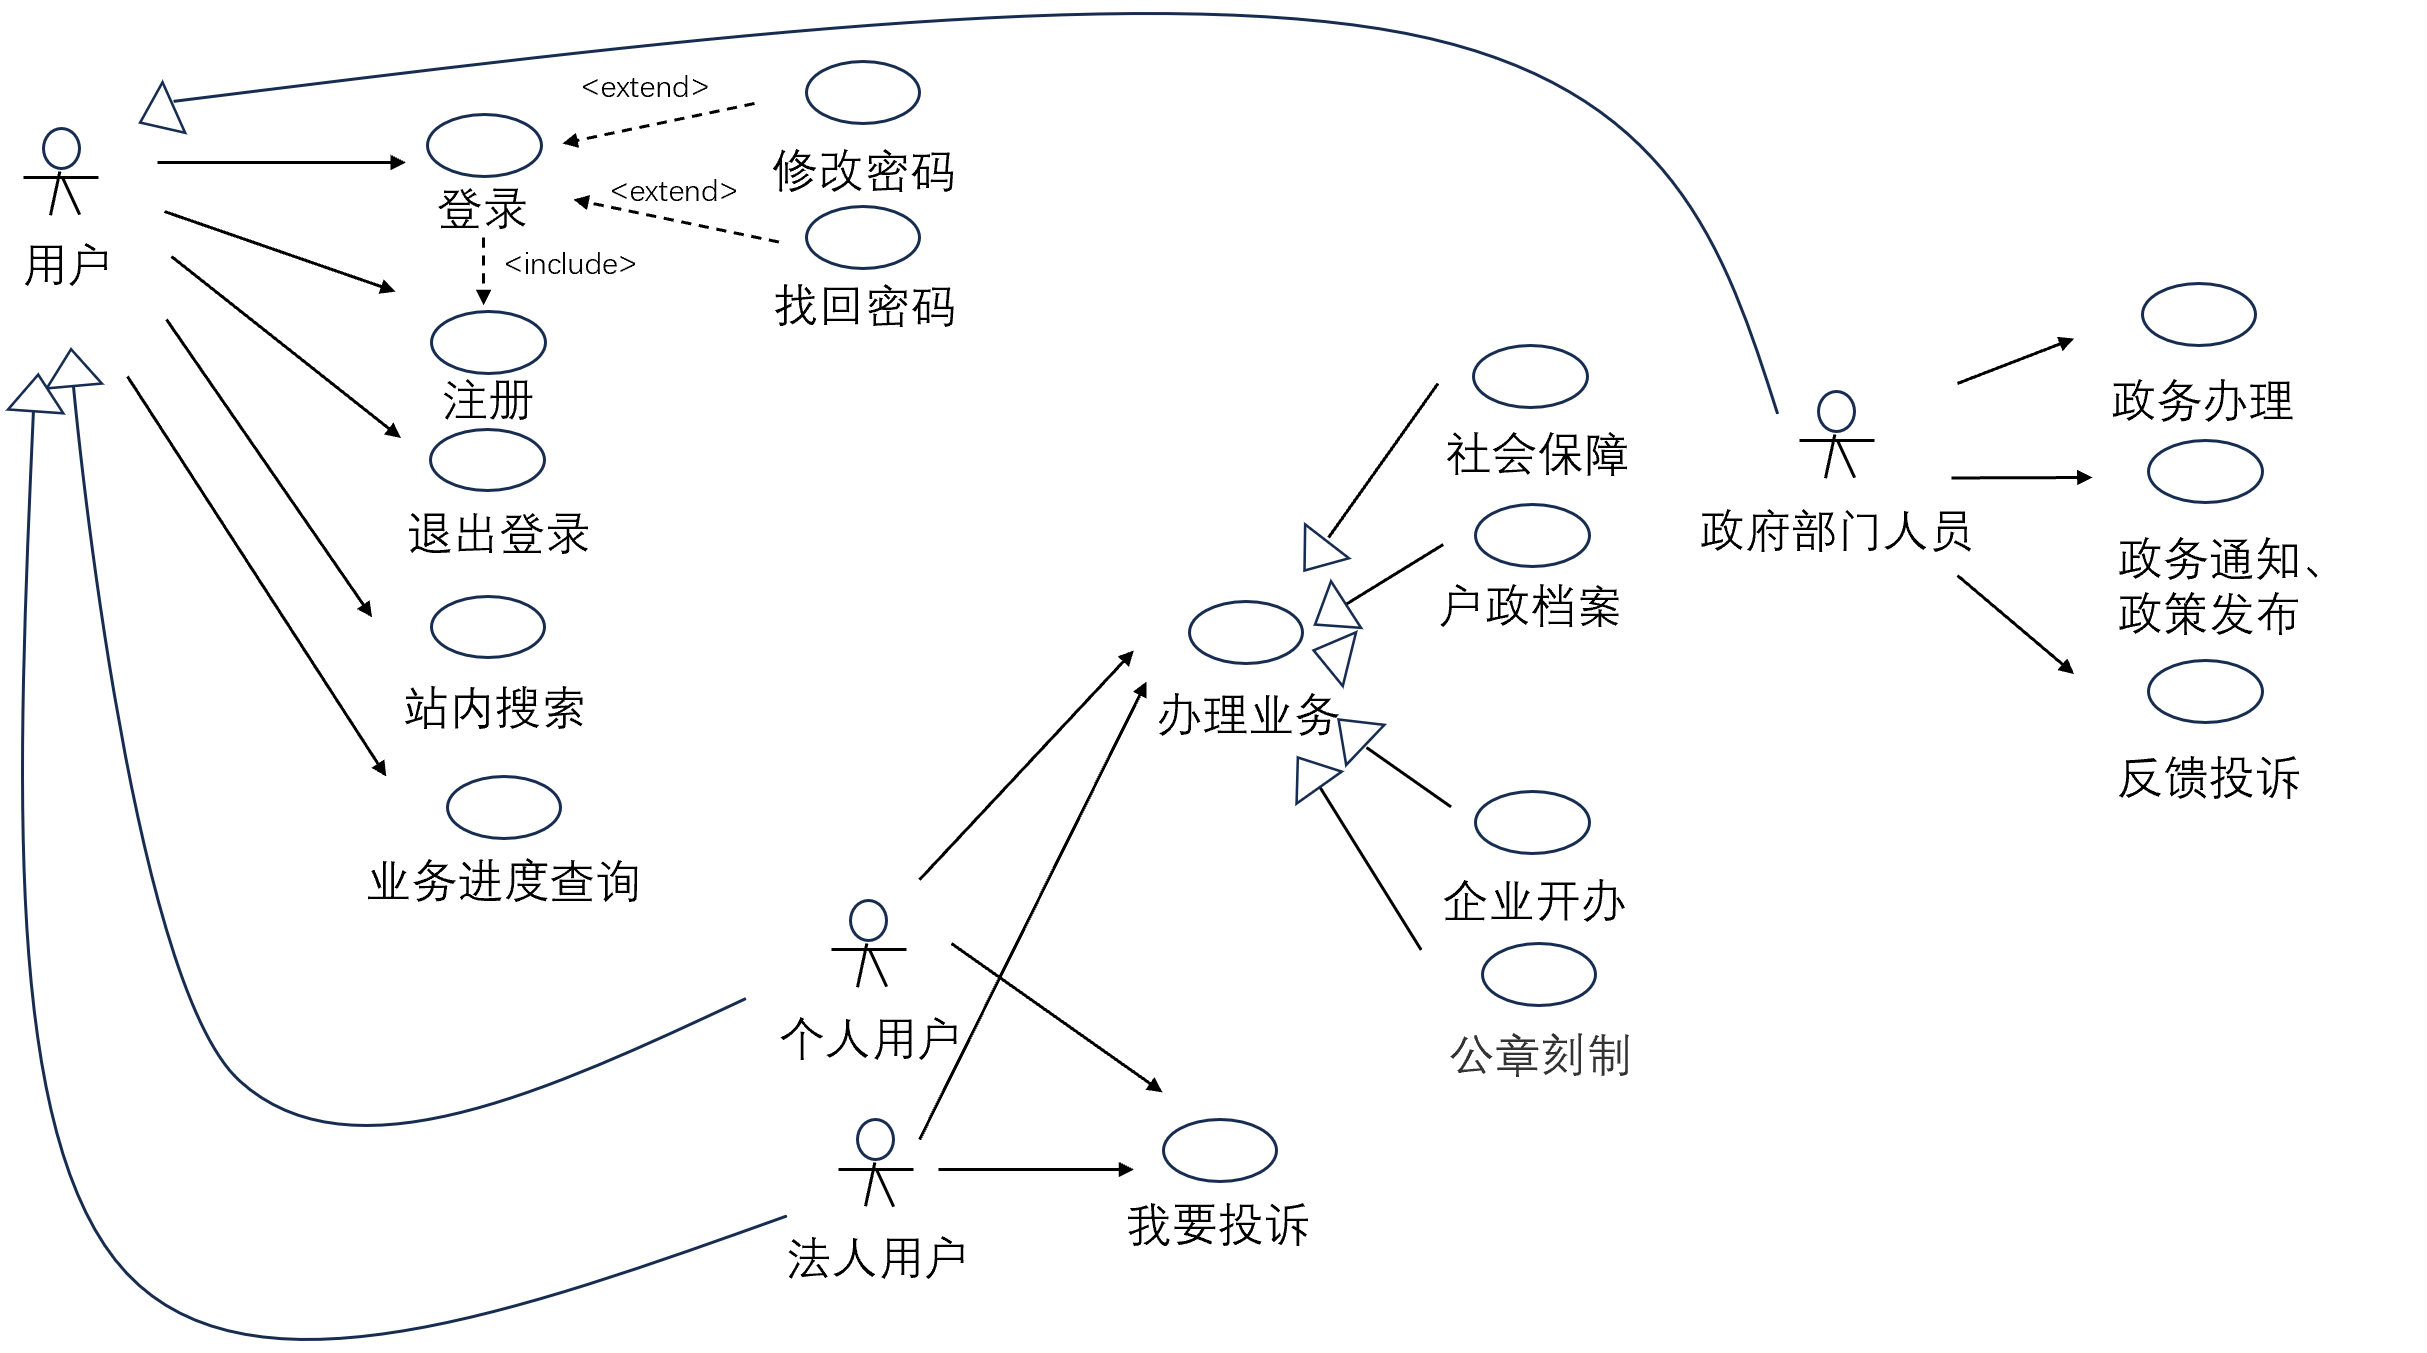 <extend>
修改密码
<extend>
登录
用户
<include>
找回密码
注册
退出登录
站内搜索
业务进度查询
社会保障
户政档案
办理业务
企业开办
公章刻制
政府部门人员
政务办理
政务通知、
政策发布
反馈投诉
个人用户
法人用户
我要投诉